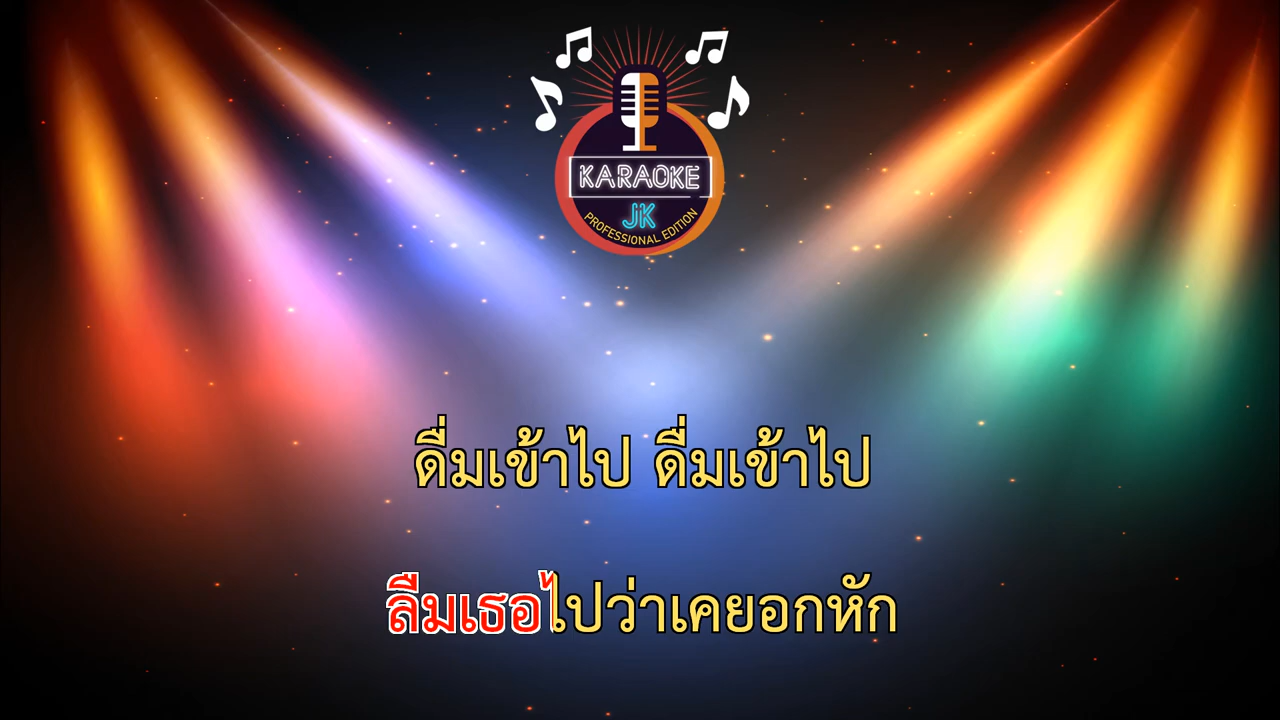 KARAOKE
JK
PROFESSIONAL EDITION
ดื่มเข้าไป ดื่มเข้าไป
ลืมเธอไปว่าเคยอกหัก